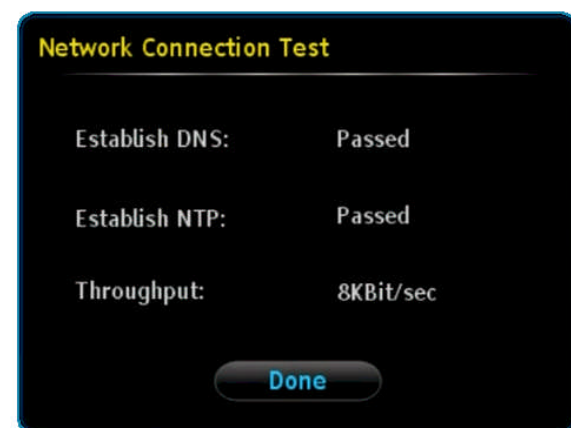 Network Connection Test
Establish DNS: Passed
Establish NTP: Passed
Throughput: 8KBit/sec
Done